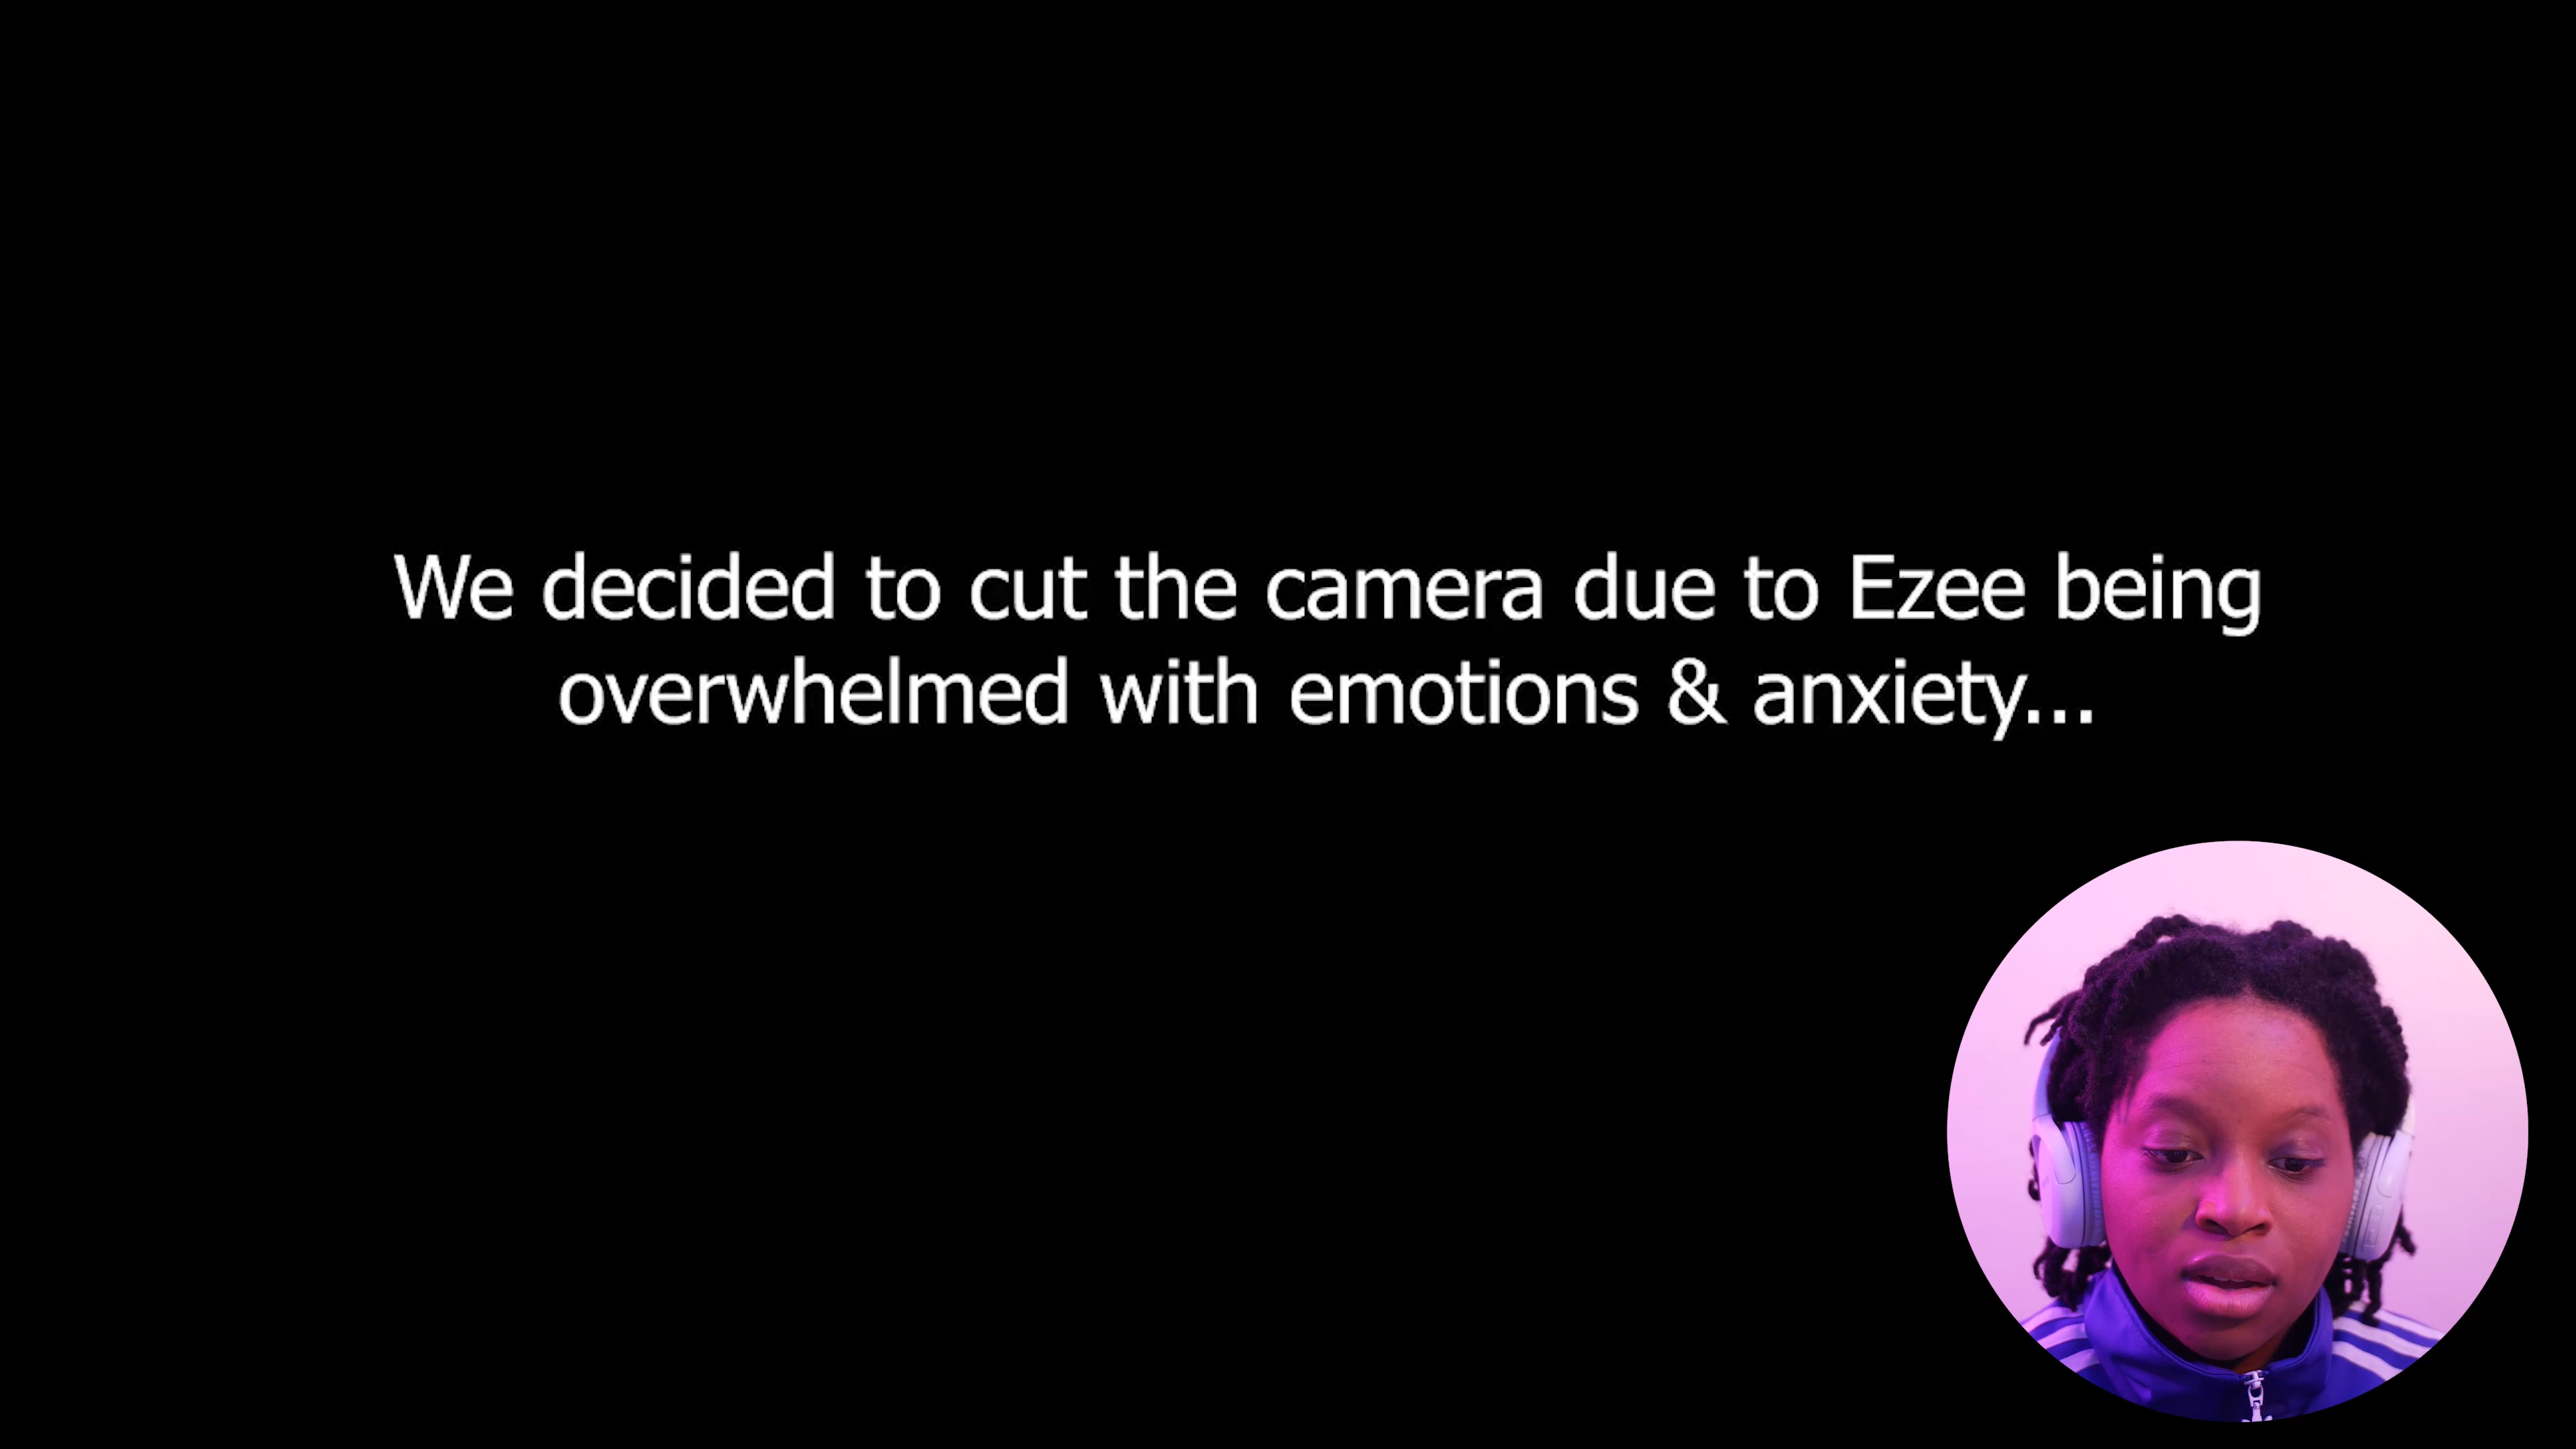 We decided to cut the camera due to Ezee being
overwhelmed with emotions & anxiety...